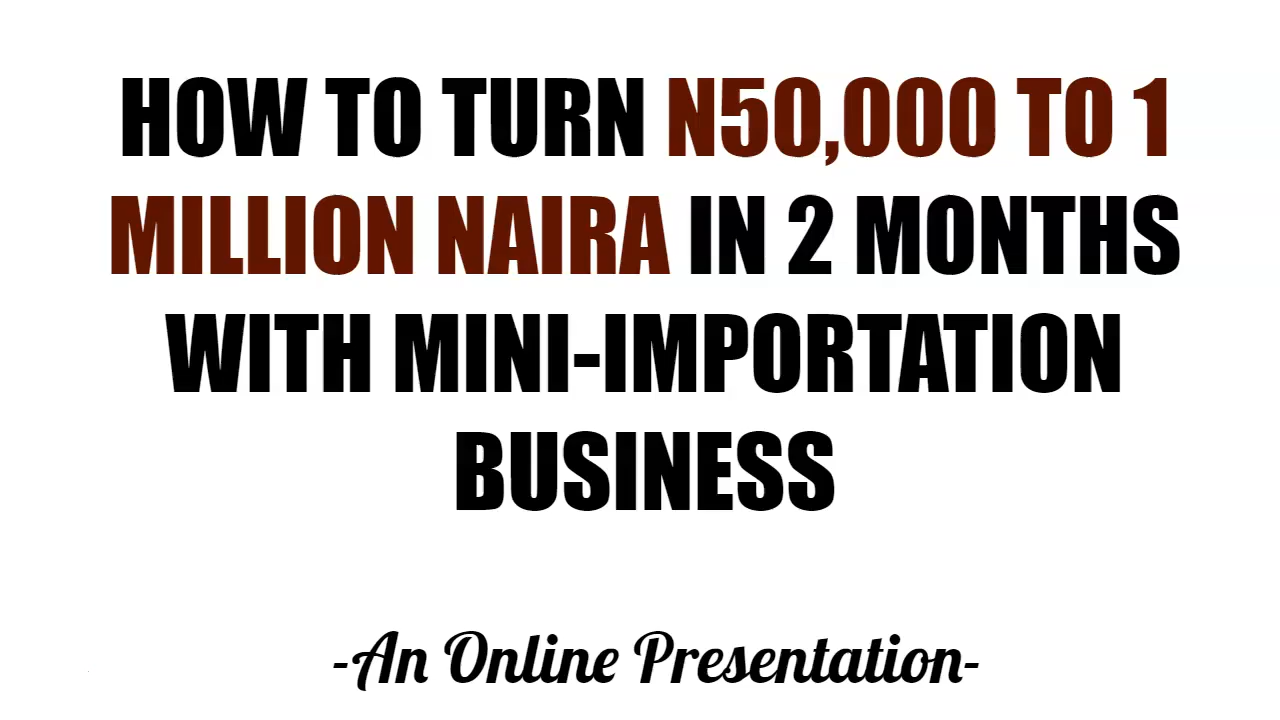 HOW TO TURN N50,000 TO 1
MILLION NAIRA IN 2 MONTHS
WITH MINI-IMPORTATION
BUSINESS
-An Online Presentation-